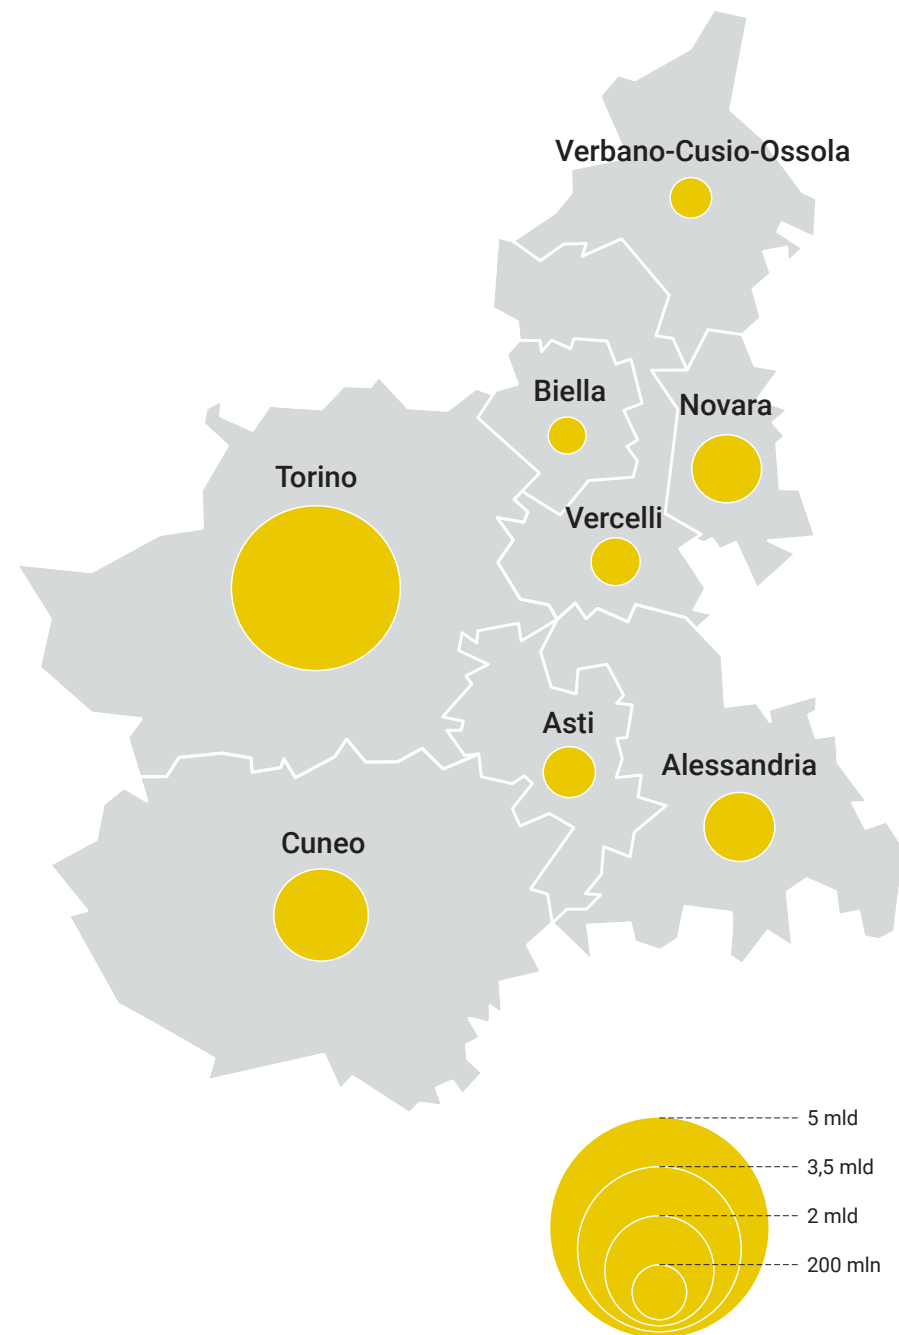 Verbano-Cusio-Ossola
Biella
Novara
Torino
Vercelli
Asti
Alessandria
Cuneo
5 mld
3,5 mld
2 mld
200 mln